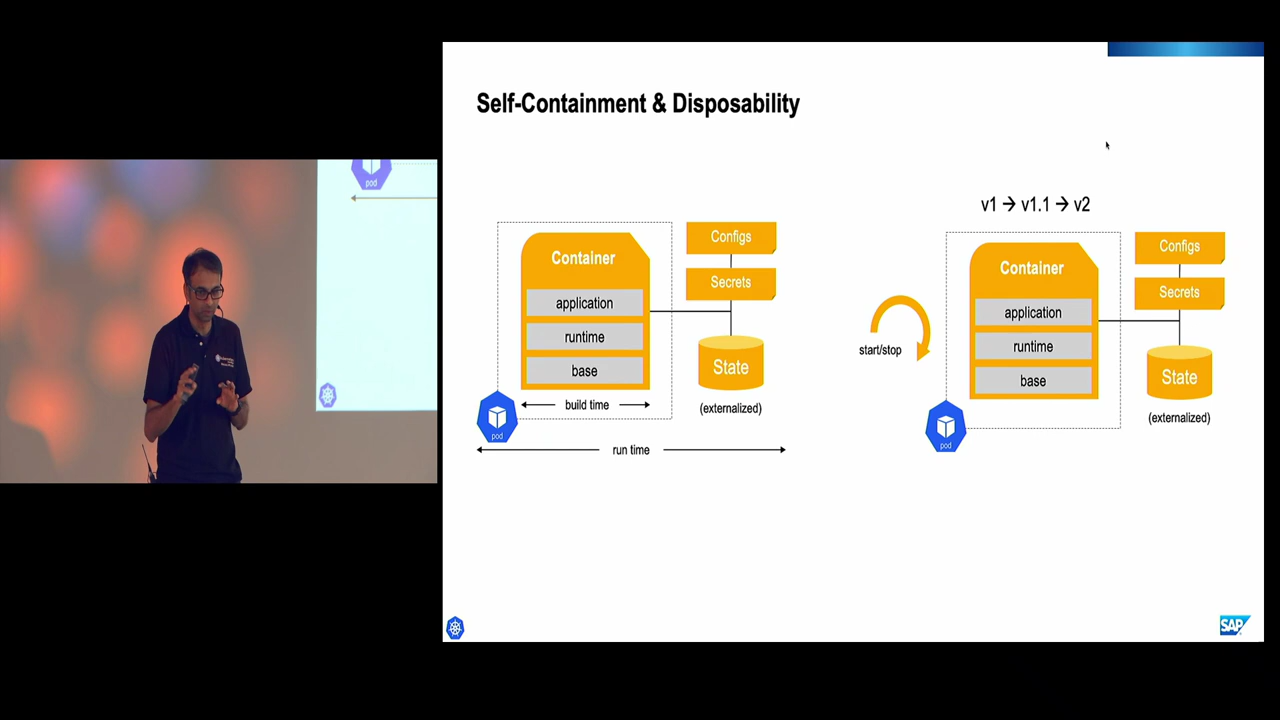 Self-Containment & Disposability
pod
Container
application
runtime
base
build time
pod
run time
Configs
Secrets
State
(externalized)
start/stop
v1 → v1.1 → v2
Container
application
runtime
base
pod
Configs
Secrets
State
(externalized)
SAP